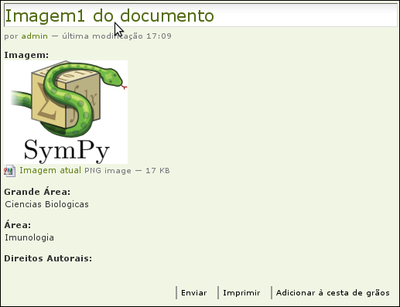 Imagem1 do documento
por admin — última modificação 17:09
Imagem:
SymPy
Imagem atual PNG image — 17 KB
Grande Área:
Ciencias Biologicas
Área:
Imunologia
Direitos Autorais:
Enviar Imprimir Adicionar à cesta de grãos